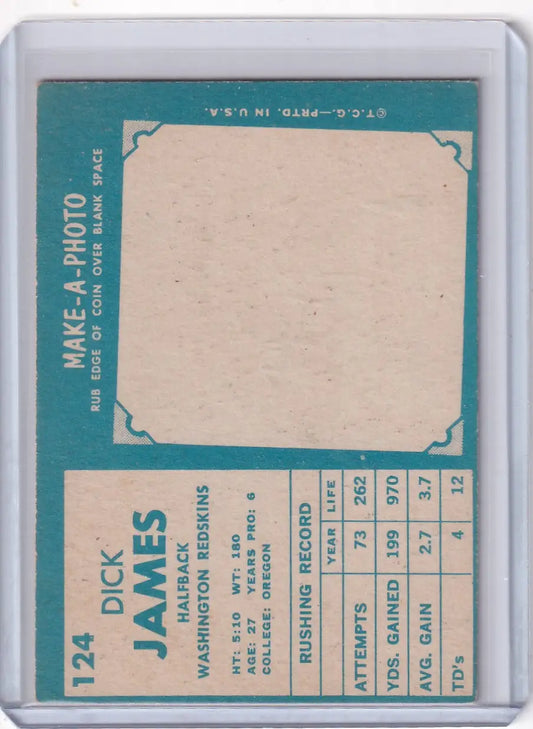 124
DICK
JAMES
HALFBACK
WASHINGTON REDSKINS
HT: 5:10 WT: 180
AGE: 27 YEARS PRO: 6
COLLEGE: OREGON
RUSHING RECORD
YEAR LIFE
ATTEMPTS 73 262
YDS. GAINED 199 970
AVG. GAIN 2.7 3.7
TD's 4 12
MAKE-A-PHOTO
RUB EDGE OF COIN OVER BLANK SPACE
©T.C.G.—PRTD. IN U.S.A.